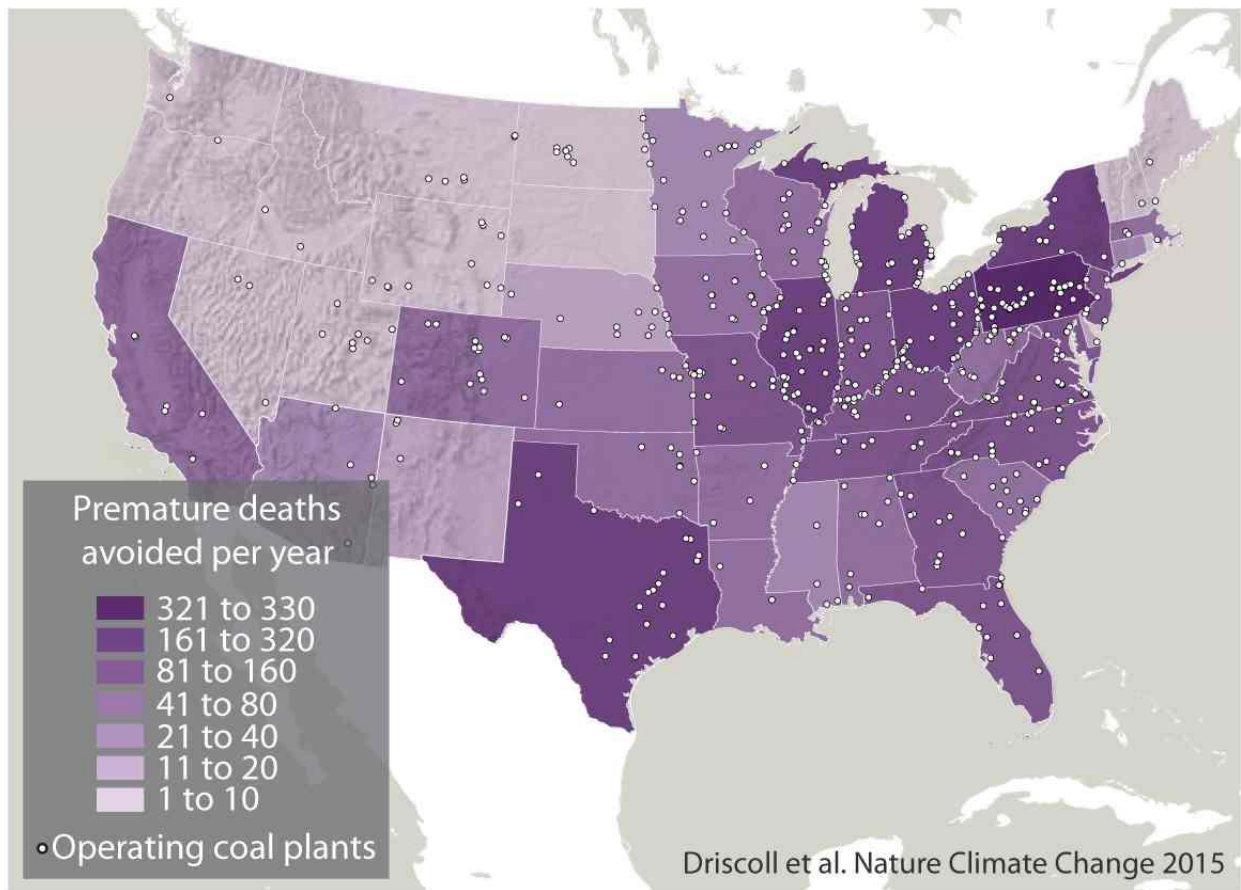 Premature deaths
avoided per year
321 to 330
161 to 320
81 to 160
41 to 80
21 to 40
11 to 20
1 to 10
Operating coal plants
Driscoll et al. Nature Climate Change 2015